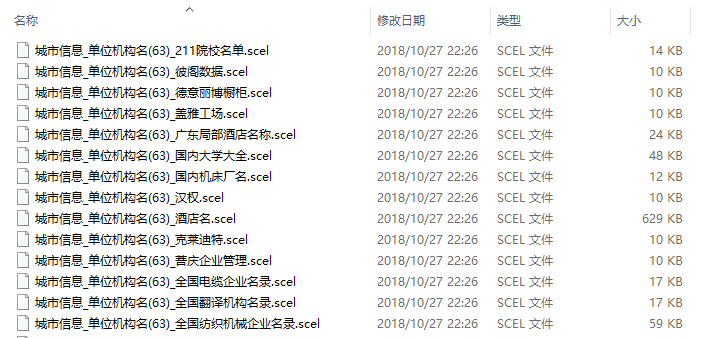 名称 修改日期 类型 大小
城市信息_单位机构名(63)_211院校名单.scel 2018/10/27 22:26 SCEL 文件 14 KB
城市信息_单位机构名(63)_彼阁数据.scel 2018/10/27 22:26 SCEL 文件 10 KB
城市信息_单位机构名(63)_德意丽博橱柜.scel 2018/10/27 22:26 SCEL 文件 10 KB
城市信息_单位机构名(63)_盖雅工场.scel 2018/10/27 22:26 SCEL 文件 10 KB
城市信息_单位机构名(63)_广东局部酒店名称.scel 2018/10/27 22:26 SCEL 文件 24 KB
城市信息_单位机构名(63)_国内大学大全.scel 2018/10/27 22:26 SCEL 文件 48 KB
城市信息_单位机构名(63)_国内机床厂名.scel 2018/10/27 22:26 SCEL 文件 12 KB
城市信息_单位机构名(63)_汉权.scel 2018/10/27 22:26 SCEL 文件 10 KB
城市信息_单位机构名(63)_酒店名.scel 2018/10/27 22:26 SCEL 文件 629 KB
城市信息_单位机构名(63)_克莱迪特.scel 2018/10/27 22:26 SCEL 文件 10 KB
城市信息_单位机构名(63)_菩庆企业管理.scel 2018/10/27 22:26 SCEL 文件 10 KB
城市信息_单位机构名(63)_全国电缆企业名录.scel 2018/10/27 22:26 SCEL 文件 17 KB
城市信息_单位机构名(63)_全国翻译机构名录.scel 2018/10/27 22:26 SCEL 文件 17 KB
城市信息_单位机构名(63)_全国纺织机械企业名录.scel 2018/10/27 22:26 SCEL 文件 59 KB